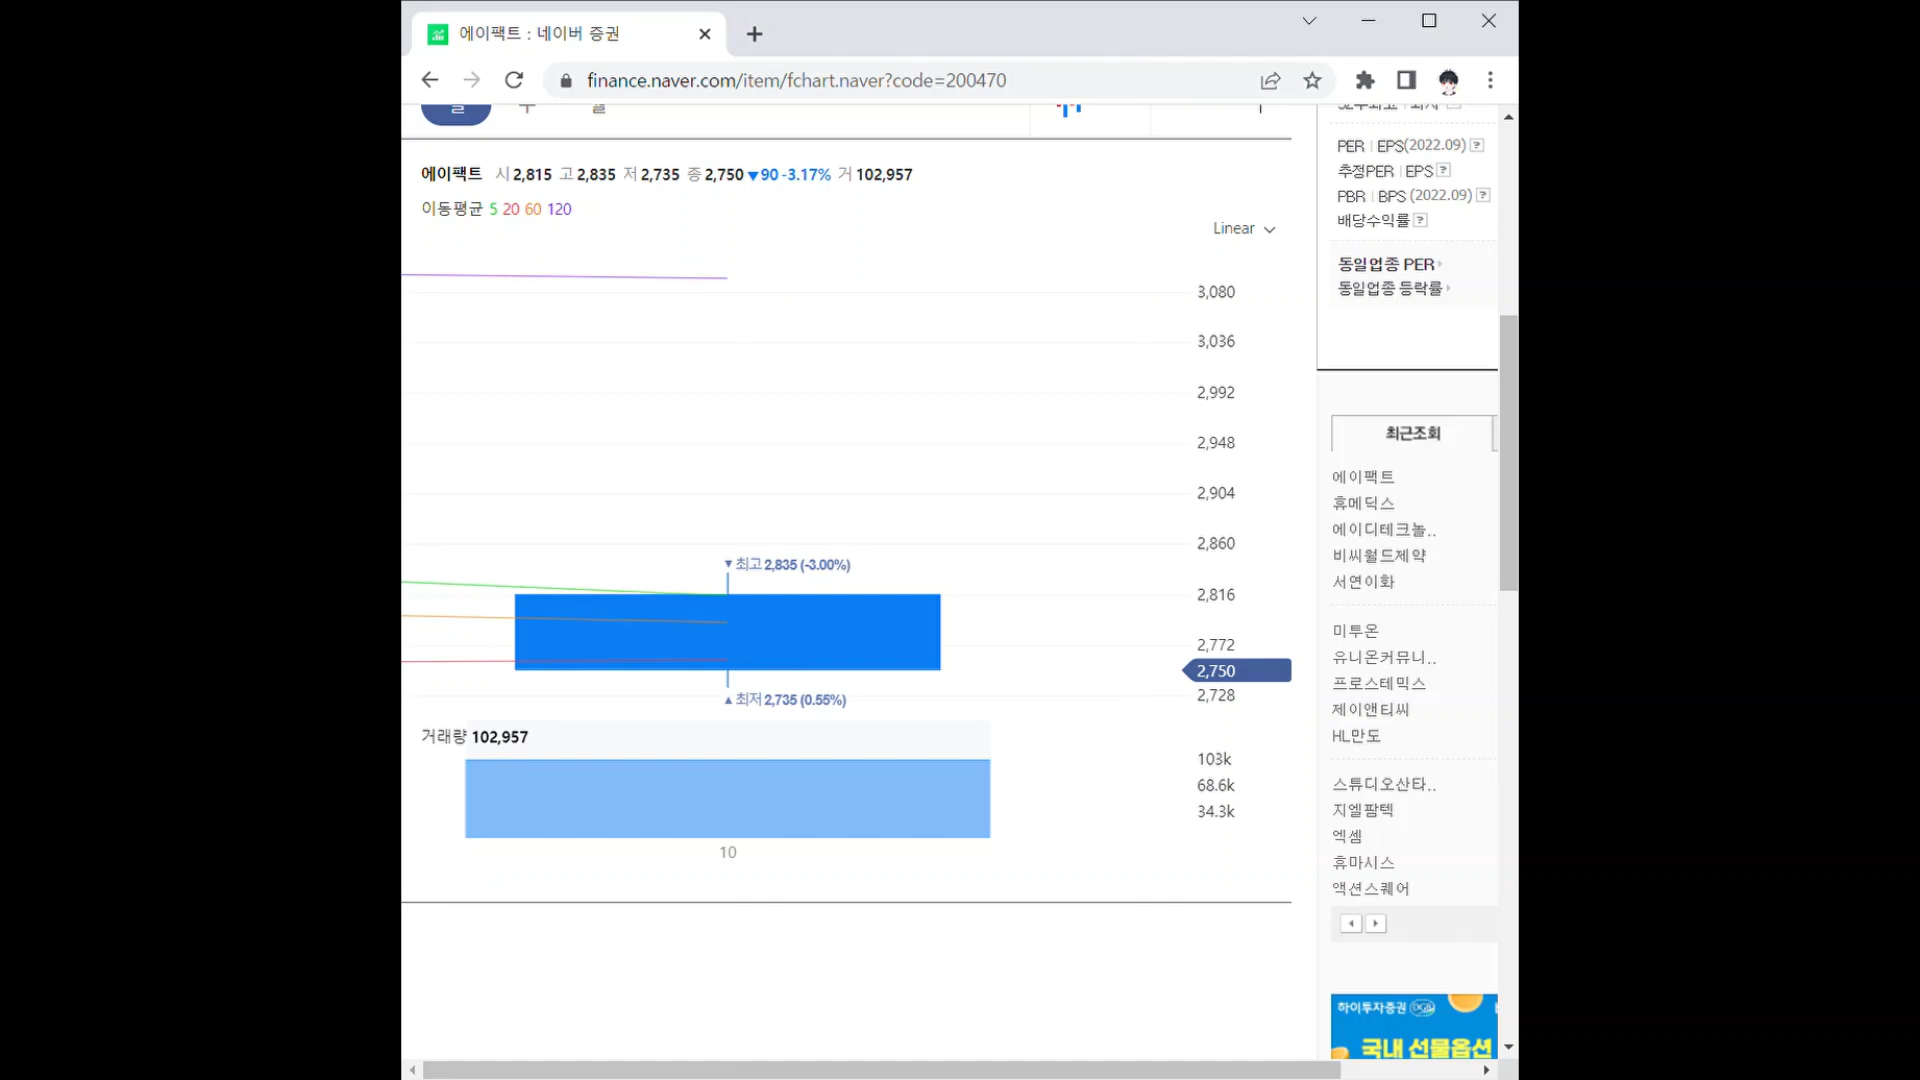 에이팩트 : 네이버 증권
finance.naver.com/item/fchart.naver?code=200470
에이팩트 시 2,815 고 2,835 저 2,735 종 2,750 ▼90 -3.17% 거 102,957
이동평균 5 20 60 120
Linear
3,080
3,036
2,992
2,948
2,904
2,860
2,816
2,772
2,750
2,728
▼최고 2,835 (-3.00%)
▲최저 2,735 (0.55%)
거래량 102,957
103k
68.6k
34.3k
10
PER | EPS(2022.09) ?
추정PER | EPS ?
PBR | BPS (2022.09) ?
배당수익률 ?
동일업종 PER
동일업종 등락률
최근조회
에이팩트
휴메딕스
에이디테크놀..
비씨월드제약
서연이화
미투온
유니온커뮤니..
프로스테믹스
제이앤티씨
HL만도
스튜디오산타..
지엘팜텍
엑셈
휴마시스
액션스퀘어
하이투자증권 DGB
국내 선물옵션